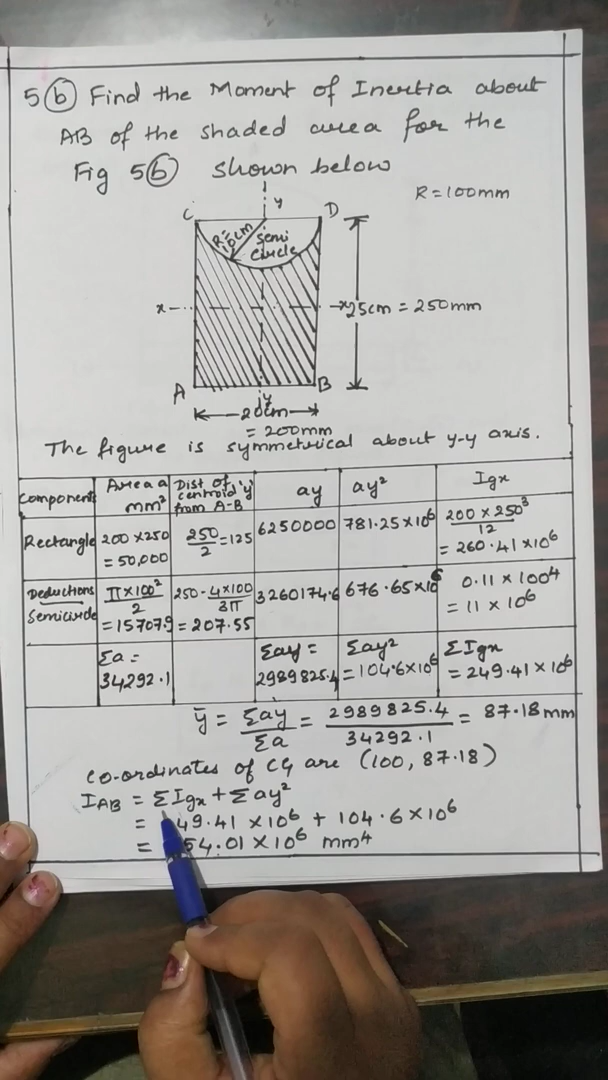 5 (b) Find the Moment of Inertia about
AB of the shaded area for the
Fig 5(b) shown below
R = 100mm
C y D
R= 10cm semi circle
x 25cm = 250mm
A y B
20cm
= 200mm
The figure is symmetrical about y-y axis.
Components | Area a mm² | Dist of centroid 'y' from A-B | ay | ay² | Igx
Rectangle | 200 x 250 = 50,000 | 250/2 = 125 | 6250000 | 781.25 x 10⁶ | 200 x 250³/12 = 260.41 x 10⁶
Deductions Semicircle | π x 100²/2 = 15707.9 | 250 - 4x100/3π = 207.55 | 3260174.6 | 676.65 x 10⁶ | 0.11 x 100⁴ = 11 x 10⁶
Σa = 34292.1 | Σay = 2989825.4 | Σay² = 104.6x10⁶ | ΣIgx = 249.41 x 10⁶
ȳ = Σay/Σa = 2989825.4/34292.1 = 87.18 mm
co-ordinates of CG are (100, 87.18)
I_AB = ΣIgx + Σay²
= 49.41 x 10⁶ + 104.6 x 10⁶
= 54.01 x 10⁶ mm⁴